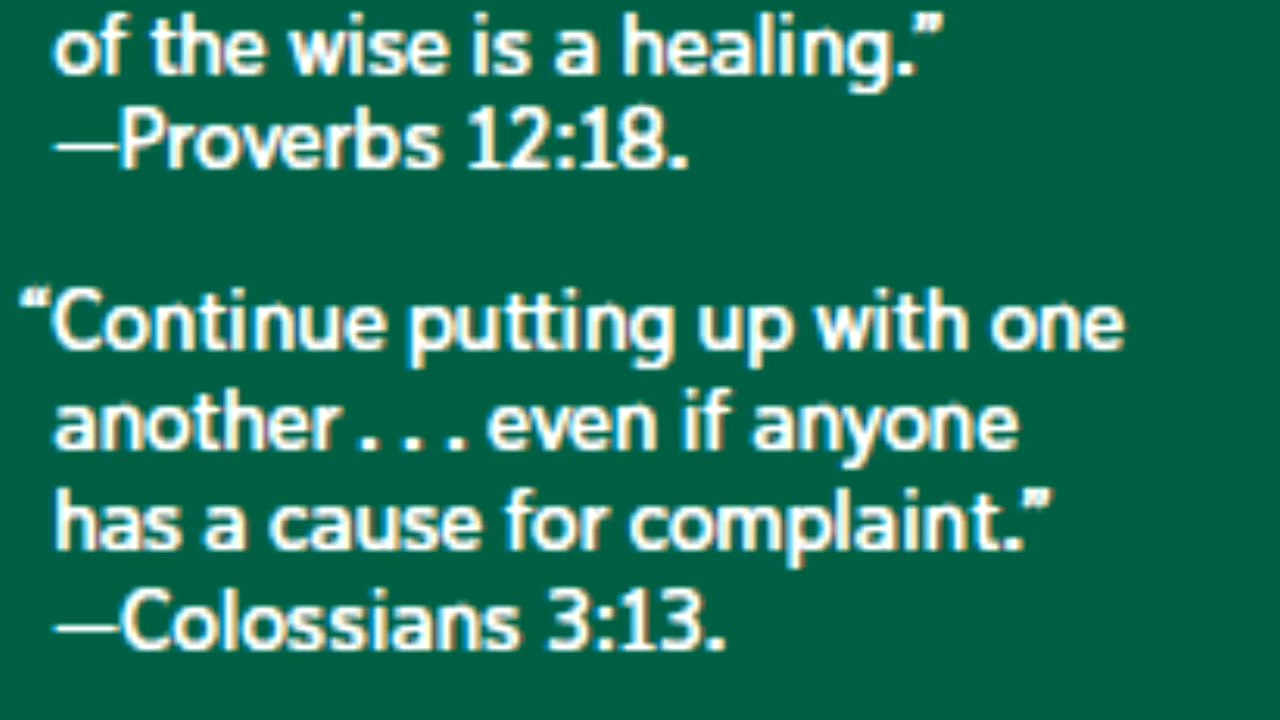 of the wise is a healing.”
—Proverbs 12:18.
“Continue putting up with one
another . . . even if anyone
has a cause for complaint.”
—Colossians 3:13.